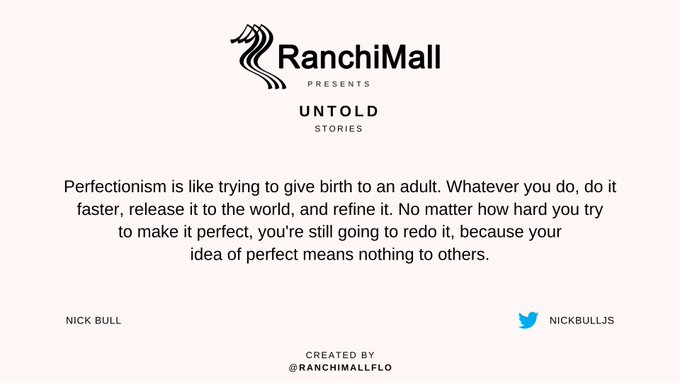 RanchiMall
PRESENTS
UNTOLD
STORIES
Perfectionism is like trying to give birth to an adult. Whatever you do, do it
faster, release it to the world, and refine it. No matter how hard you try
to make it perfect, you're still going to redo it, because your
idea of perfect means nothing to others.
NICK BULL
NICKBULLJS
CREATED BY
@RANCHIMALLFLO